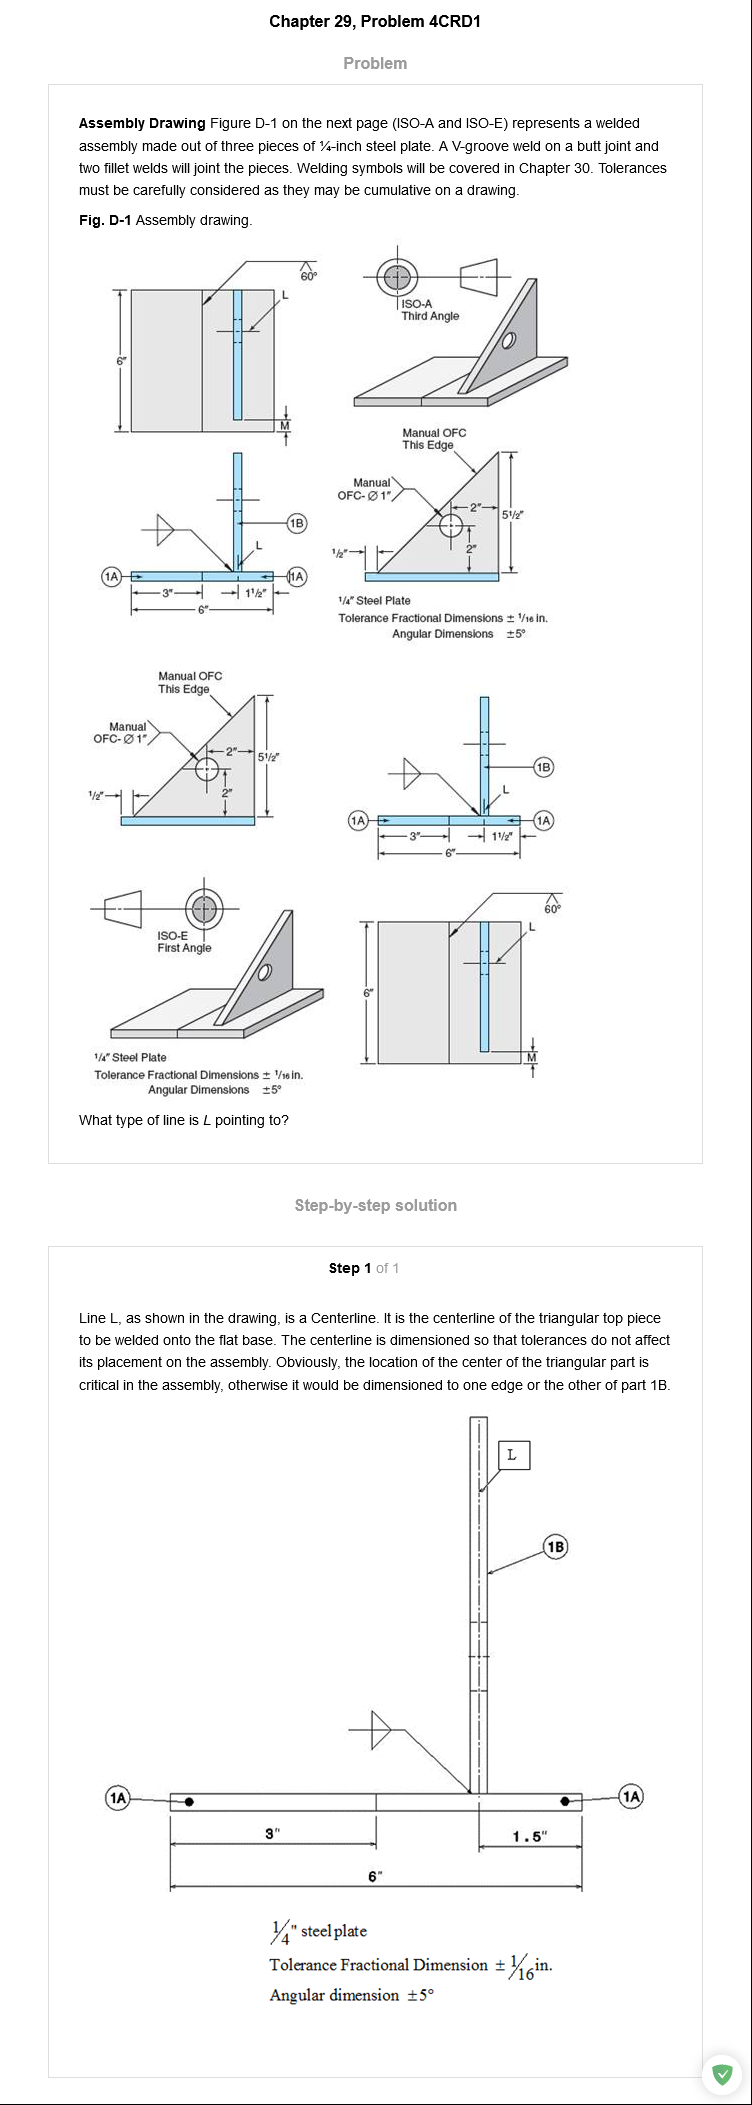 Chapter 29, Problem 4CRD1
Problem
Assembly Drawing Figure D-1 on the next page (ISO-A and ISO-E) represents a welded
assembly made out of three pieces of ¼-inch steel plate. A V-groove weld on a butt joint and
two fillet welds will joint the pieces. Welding symbols will be covered in Chapter 30. Tolerances
must be carefully considered as they may be cumulative on a drawing.
Fig. D-1 Assembly drawing.
60°
L
6"
M
ISO-A
Third Angle
1B
L
1A
1A
3"
1 1/2"
6"
Manual OFC
This Edge
Manual
OFC-Ø 1"
2"
5 1/2"
1/2"
2"
1/4" Steel Plate
Tolerance Fractional Dimensions ± 1/16 in.
Angular Dimensions ±5°
Manual OFC
This Edge
Manual
OFC-Ø 1"
2"
5 1/2"
1/2"
2"
1B
L
1A
1A
3"
1 1/2"
6"
ISO-E
First Angle
60°
L
6"
M
1/4" Steel Plate
Tolerance Fractional Dimensions ± 1/16 in.
Angular Dimensions ±5°
What type of line is L pointing to?
Step-by-step solution
Step 1 of 1
Line L, as shown in the drawing, is a Centerline. It is the centerline of the triangular top piece
to be welded onto the flat base. The centerline is dimensioned so that tolerances do not affect
its placement on the assembly. Obviously, the location of the center of the triangular part is
critical in the assembly, otherwise it would be dimensioned to one edge or the other of part 1B.
L
1B
1A
1A
3"
1.5"
6"
1/4" steel plate
Tolerance Fractional Dimension ± 1/16 in.
Angular dimension ±5°